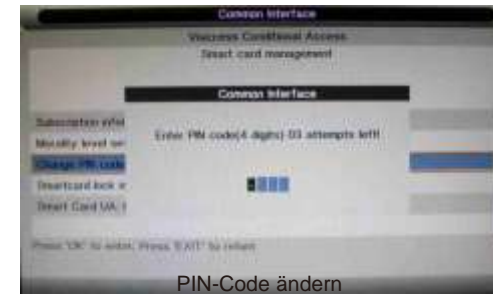 Common Interface
Viaccess Conditional Access
Smart card management
Common Interface
Subscription infor
Enter PIN code(4 digits) 03 attempts left!
Morality level se
Change PIN code
Smartcard lock
Smart Card UA
Press 'OK' to enter, Press 'EXIT' to return
PIN-Code ändern